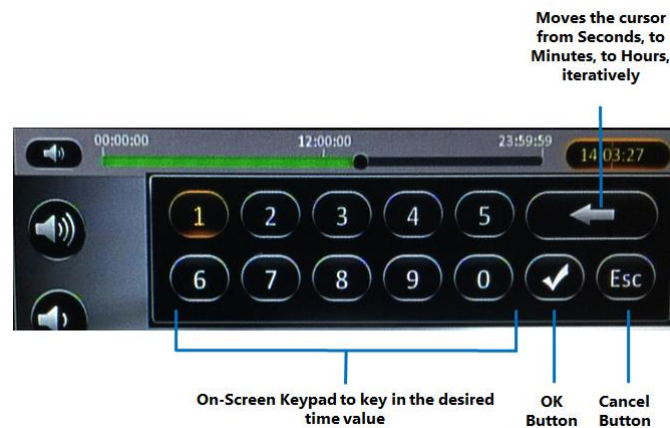 Moves the cursor
from Seconds, to
Minutes, to Hours,
iteratively
00:00:00 12:00:00 23:59:59 14:03:27
1 2 3 4 5
6 7 8 9 0 Esc
On-Screen Keypad to key in the desired
time value
OK
Button
Cancel
Button